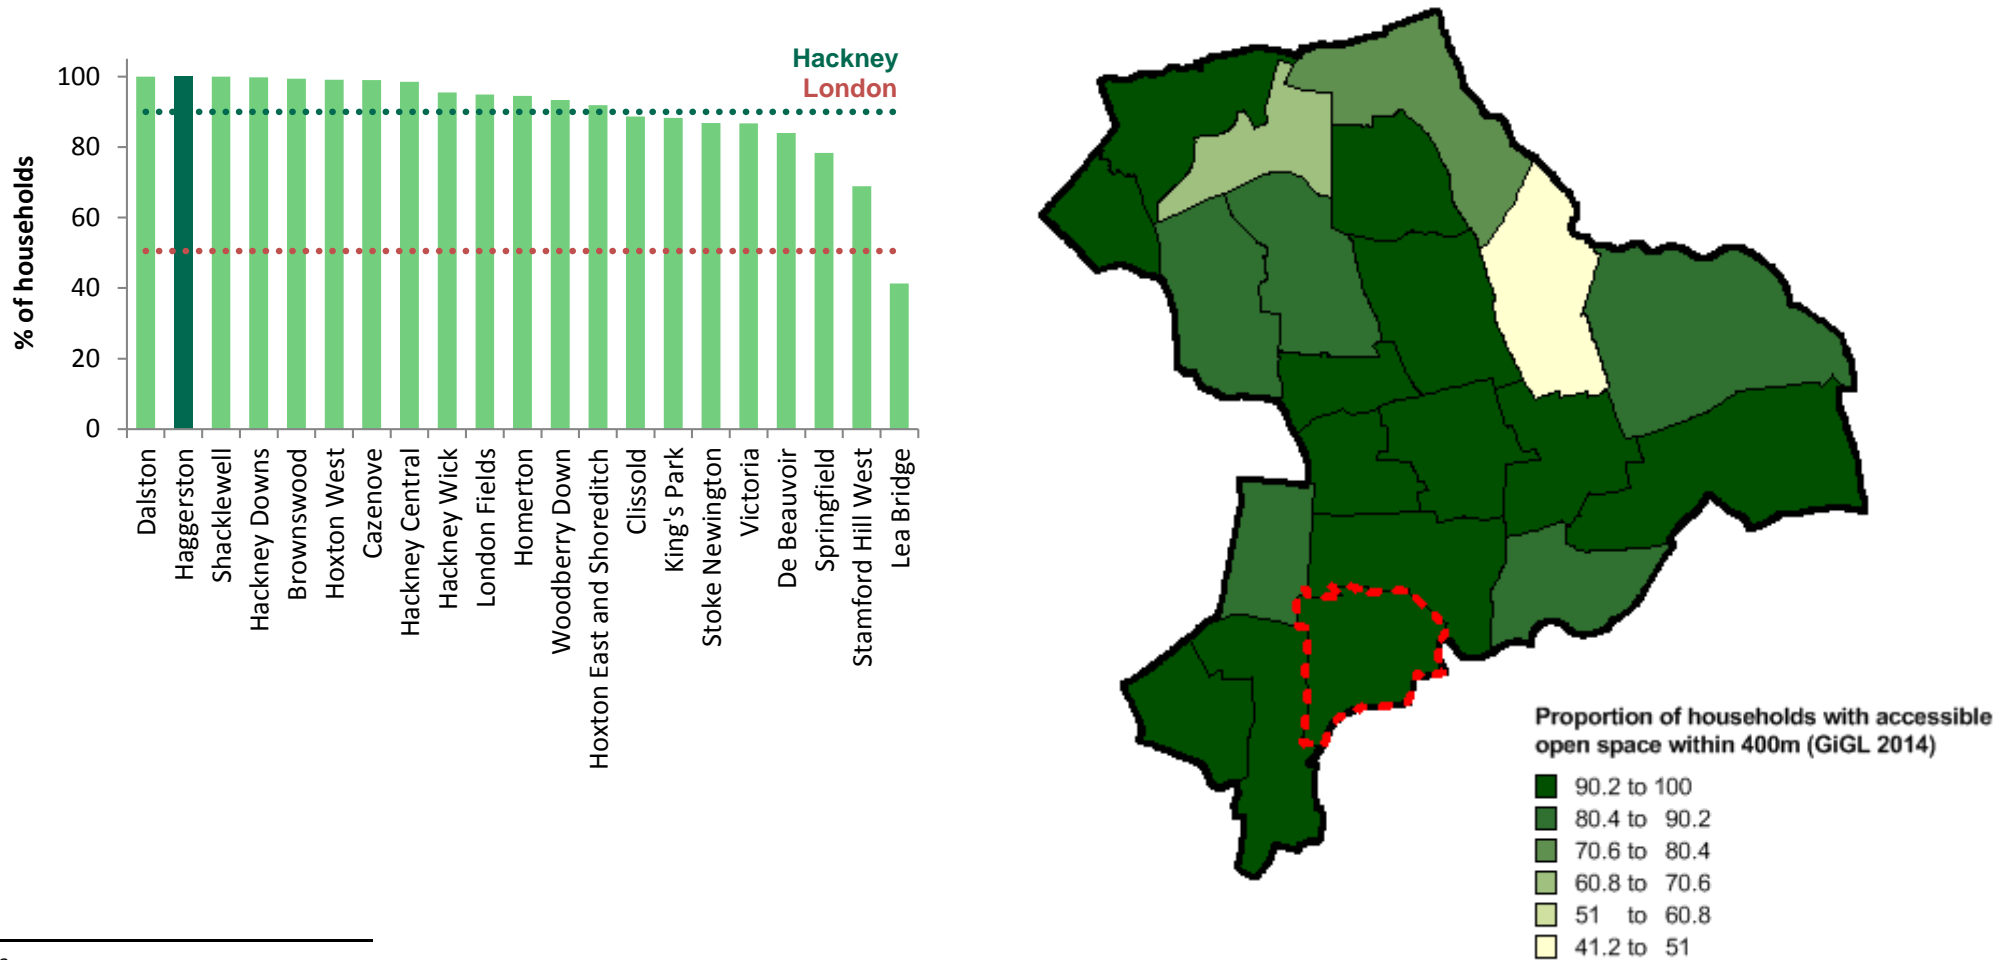 Hackney
London
% of households
100
80
60
40
20
0
Dalston
Haggerston
Shacklewell
Hackney Downs
Brownswood
Hoxton West
Cazenove
Hackney Central
Hackney Wick
London Fields
Homerton
Woodberry Down
Hoxton East and Shoreditch
Clissold
King's Park
Stoke Newington
Victoria
De Beauvoir
Springfield
Stamford Hill West
Lea Bridge
Proportion of households with accessible
open space within 400m (GiGL 2014)
90.2 to 100
80.4 to 90.2
70.6 to 80.4
60.8 to 70.6
51 to 60.8
41.2 to 51